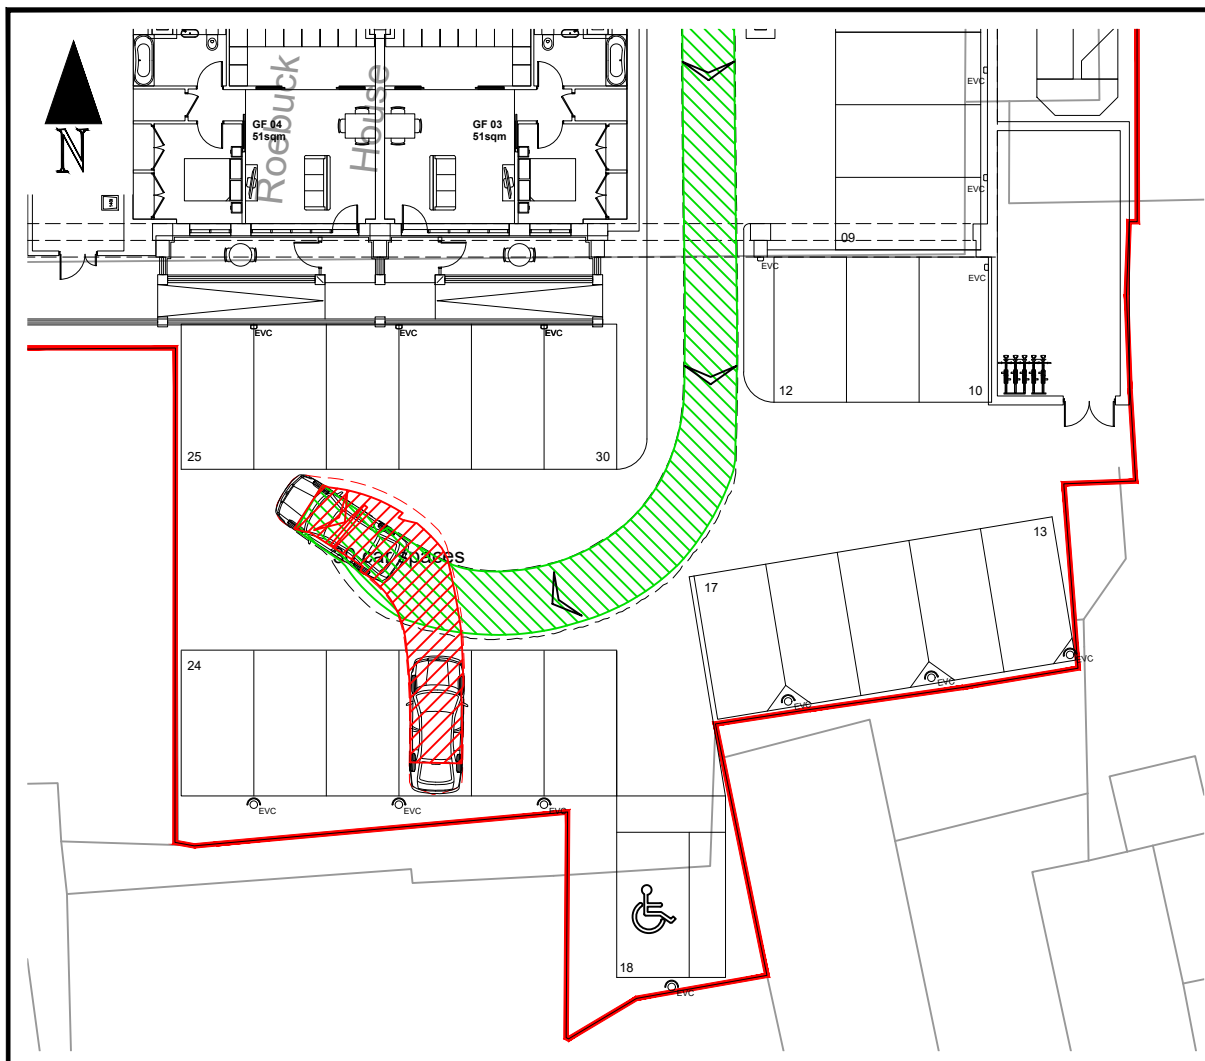 N
Roebuck
House
GF 04
51sqm
GF 03
51sqm
EVC
EVC
09
EVC
EVC
EVC
EVC
EVC
12
10
25
30
30 car spaces
13
17
24
EVC
EVC
EVC
EVC
EVC
EVC
18
EVC